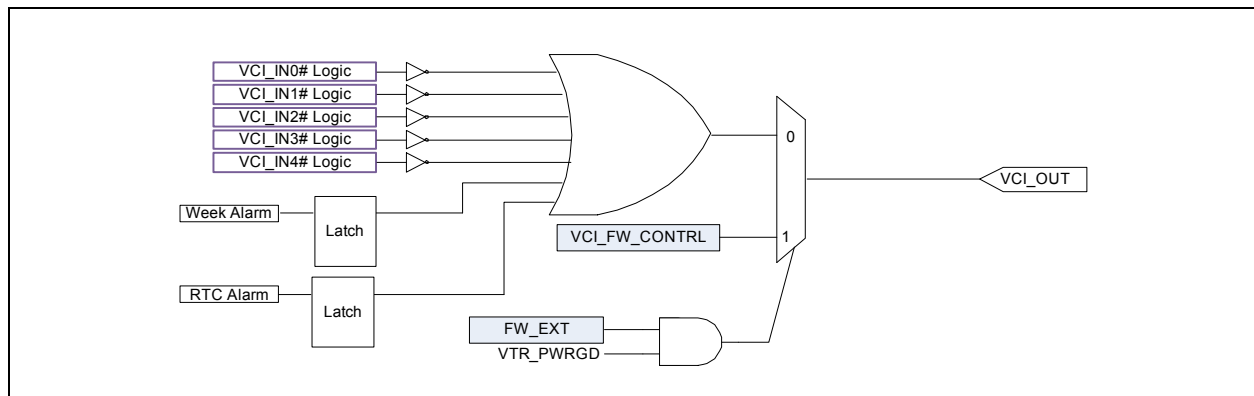 VCI_IN0# Logic
VCI_IN1# Logic
VCI_IN2# Logic
VCI_IN3# Logic
VCI_IN4# Logic
0
VCI_OUT
Week Alarm
Latch
VCI_FW_CONTRL
1
RTC Alarm
Latch
FW_EXT
VTR_PWRGD